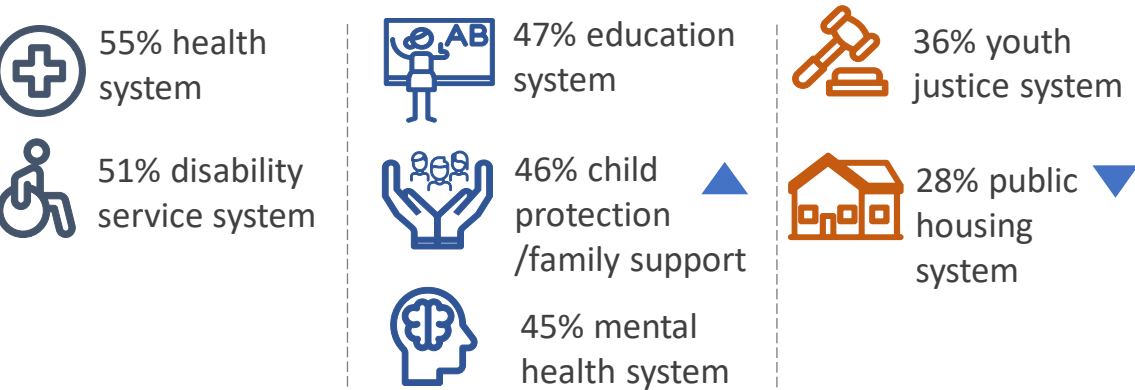 55% health
system
51% disability
service system
AB
47% education
system
46% child
protection
/family support
45% mental
health system
36% youth
justice system
28% public
housing
system